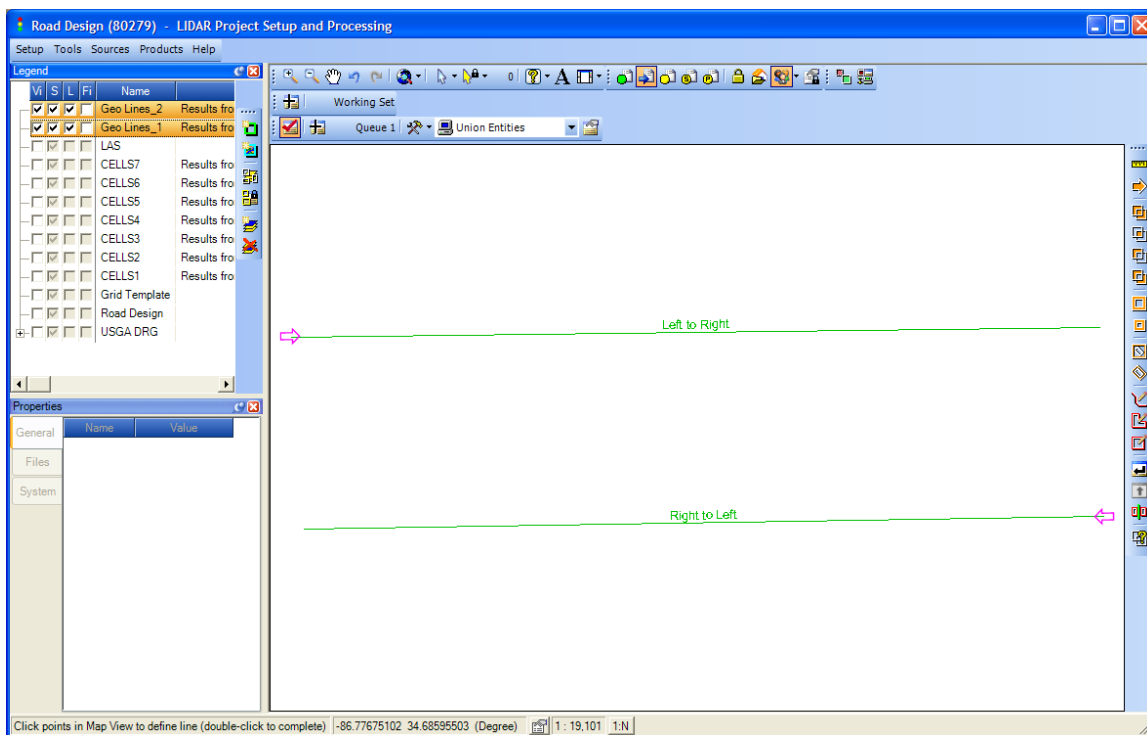 Road Design (80279) - LIDAR Project Setup and Processing
Setup Tools Sources Products Help
Legend
Vi S L Fi Name
Geo Lines_2 Results fro
Geo Lines_1 Results fro
LAS
CELLS7 Results fro
CELLS6 Results fro
CELLS5 Results fro
CELLS4 Results fro
CELLS3 Results fro
CELLS2 Results fro
CELLS1 Results fro
Grid Template
Road Design
USGA DRG
0 A
Working Set
Queue 1 Union Entities
Left to Right
Right to Left
Properties
General
Files
System
Name Value
Click points in Map View to define line (double-click to complete) -86.77675102 34.68595503 (Degree) 1 : 19,101 1:N